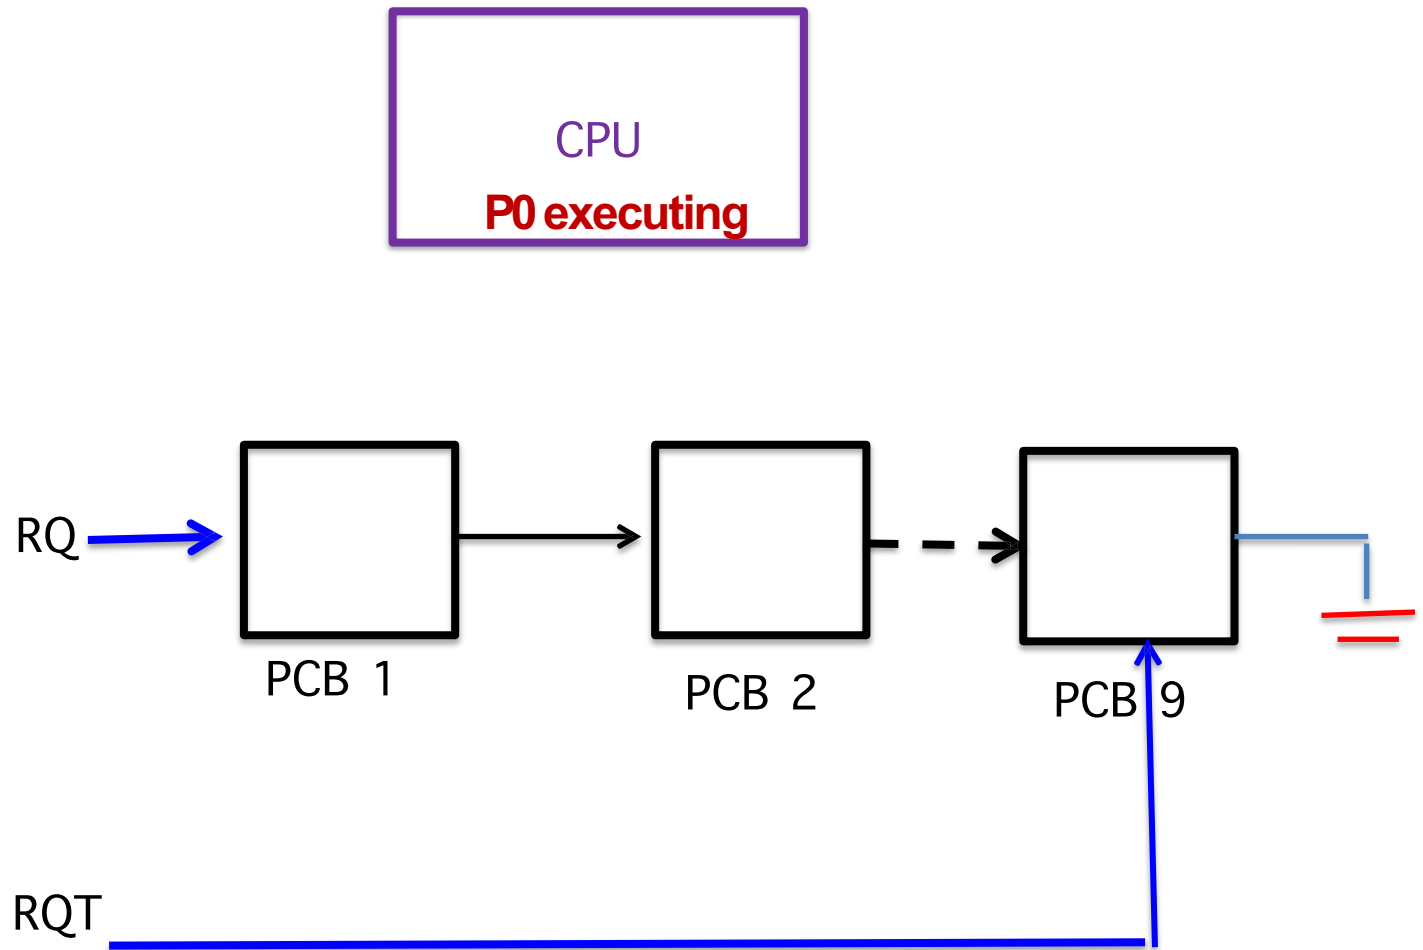 CPU
P0 executing
RQ
PCB 1
PCB 2
PCB 9
RQT